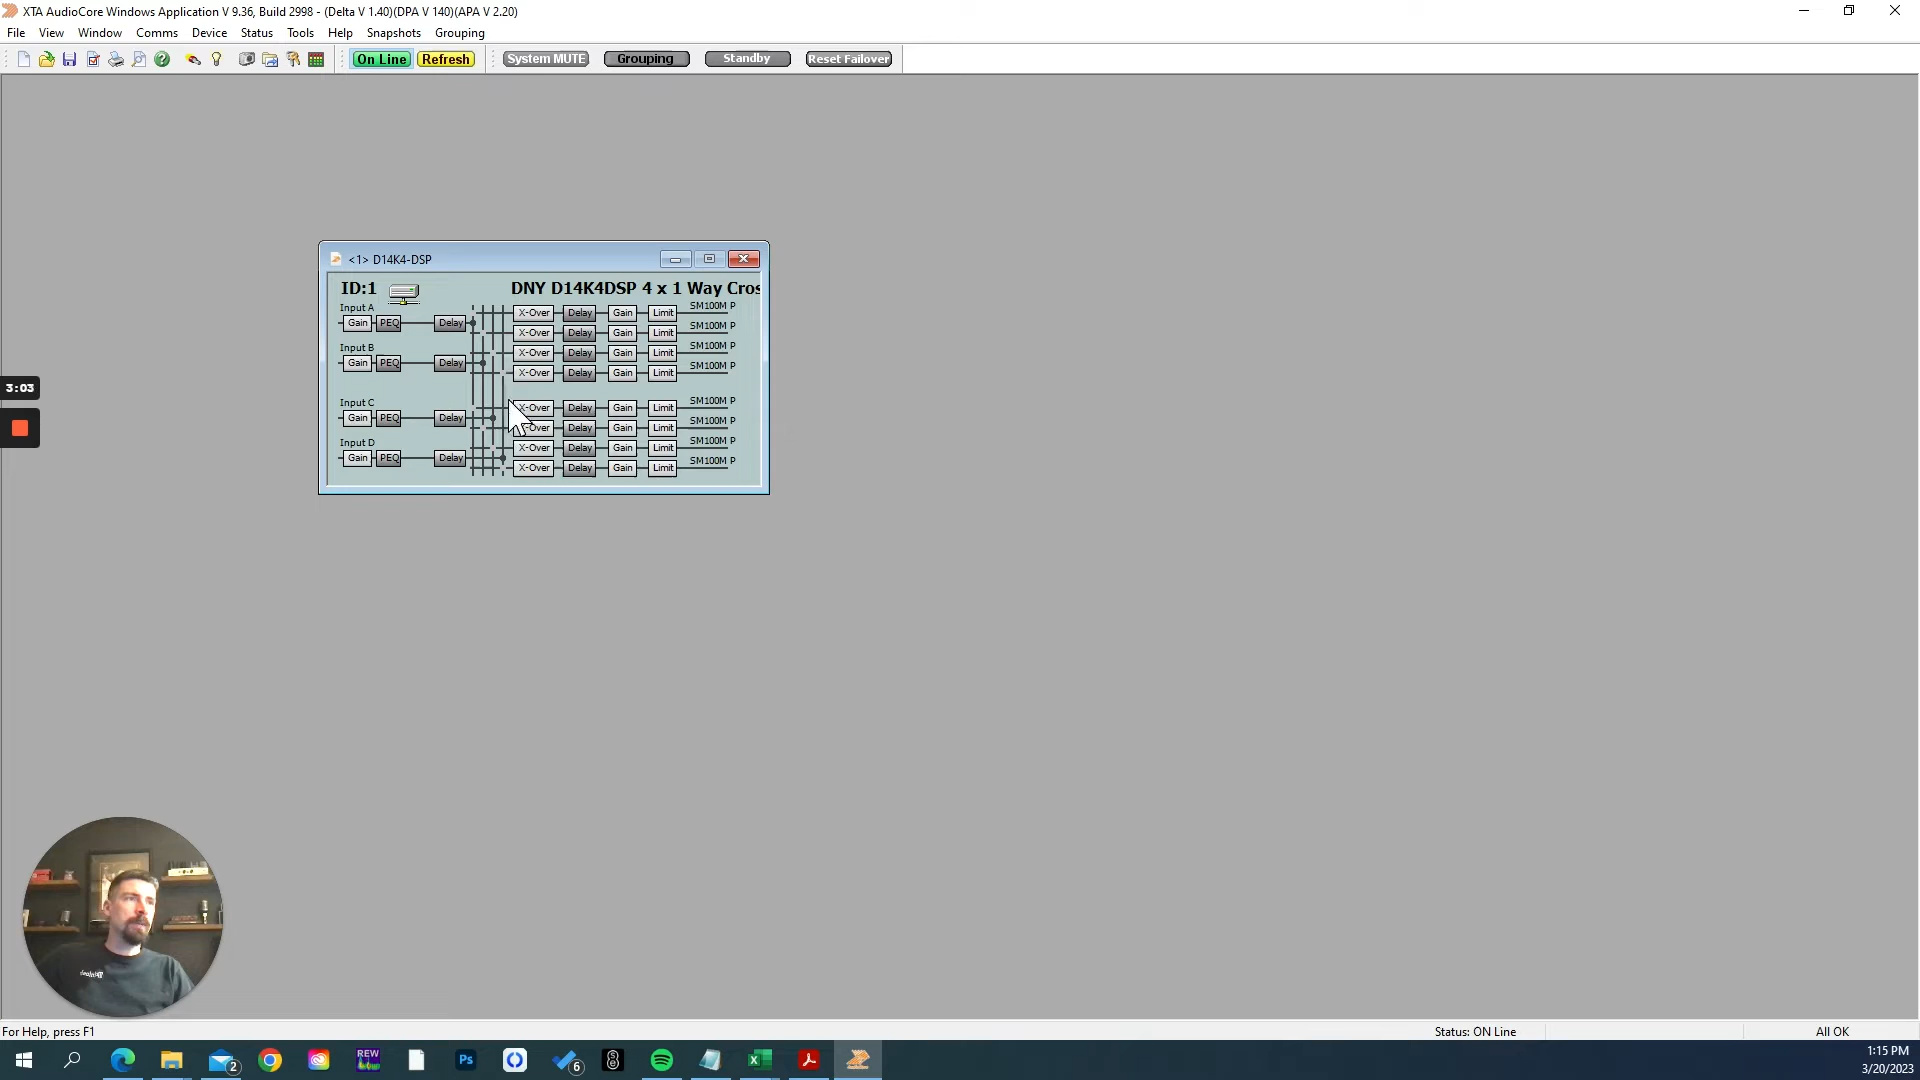 XTA AudioCore Windows Application V 9.36, Build 2998 - (Delta V 1.40)(DPA V 140)(APA V 2.20)
File View Window Comms Device Status Tools Help Snapshots Grouping
On Line Refresh System MUTE Grouping Standby Reset Failover
<1> D14K4-DSP
ID:1 DNY D14K4DSP 4 x 1 Way Cros
Input A
Gain PEQ Delay
Input B
Gain PEQ Delay
Input C
Gain PEQ Delay
Input D
Gain PEQ Delay
X-Over Delay Gain Limit SM100M P
X-Over Delay Gain Limit SM100M P
X-Over Delay Gain Limit SM100M P
X-Over Delay Gain Limit SM100M P
X-Over Delay Gain Limit SM100M P
-Over Delay Gain Limit SM100M P
X-Over Delay Gain Limit SM100M P
X-Over Delay Gain Limit SM100M P
3:03
For Help, press F1
Status: ON Line
All OK
2
REW
Ps
6
1:15 PM
3/20/2023